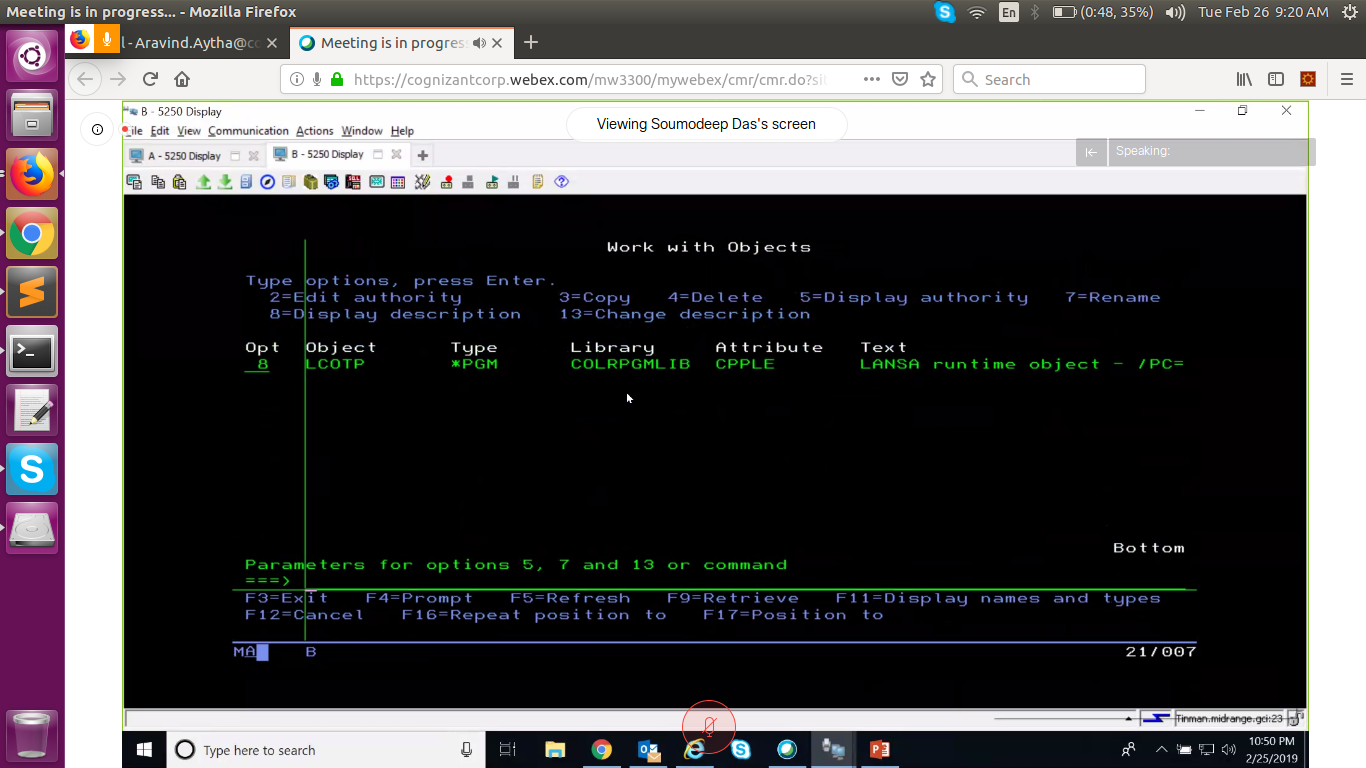 Meeting is in progress... - Mozilla Firefox
En
(0:48, 35%)
Tue Feb 26 9:20 AM
l - Aravind.Aytha@co
Meeting is in progress
https://cognizantcorp.webex.com/mw3300/mywebex/cmr/cmr.do?sit
Search
B - 5250 Display
Viewing Soumodeep Das's screen
ile Edit View Communication Actions Window Help
A - 5250 Display
B - 5250 Display
Speaking:
Work with Objects
Type options, press Enter.
2=Edit authority 3=Copy 4=Delete 5=Display authority 7=Rename
8=Display description 13=Change description
Opt Object Type Library Attribute Text
8 LCOTP *PGM COLRPGMLIB CPPLE LANSA runtime object - /PC=
Bottom
Parameters for options 5, 7 and 13 or command
===>
F3=Exit F4=Prompt F5=Refresh F9=Retrieve F11=Display names and types
F12=Cancel F16=Repeat position to F17=Position to
MA B 21/007
Tinman.midrange.gci:23
Type here to search
10:50 PM
2/25/2019